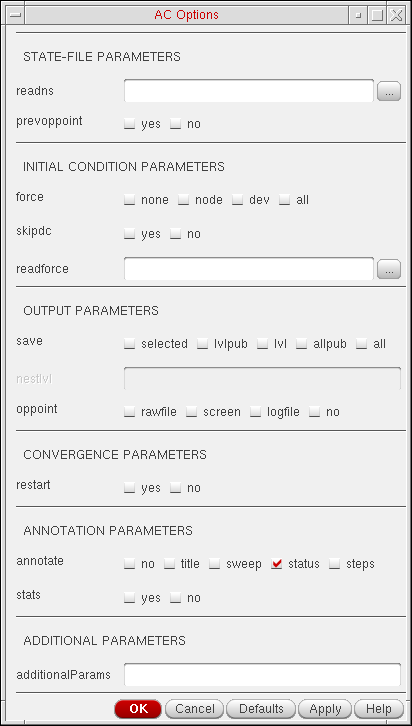 AC Options
STATE-FILE PARAMETERS
readns ...
prevoppoint yes no
INITIAL CONDITION PARAMETERS
force none node dev all
skipdc yes no
readforce ...
OUTPUT PARAMETERS
save selected lvlpub lvl allpub all
nestlvl
oppoint rawfile screen logfile no
CONVERGENCE PARAMETERS
restart yes no
ANNOTATION PARAMETERS
annotate no title sweep status steps
stats yes no
ADDITIONAL PARAMETERS
additionalParams
OK Cancel Defaults Apply Help